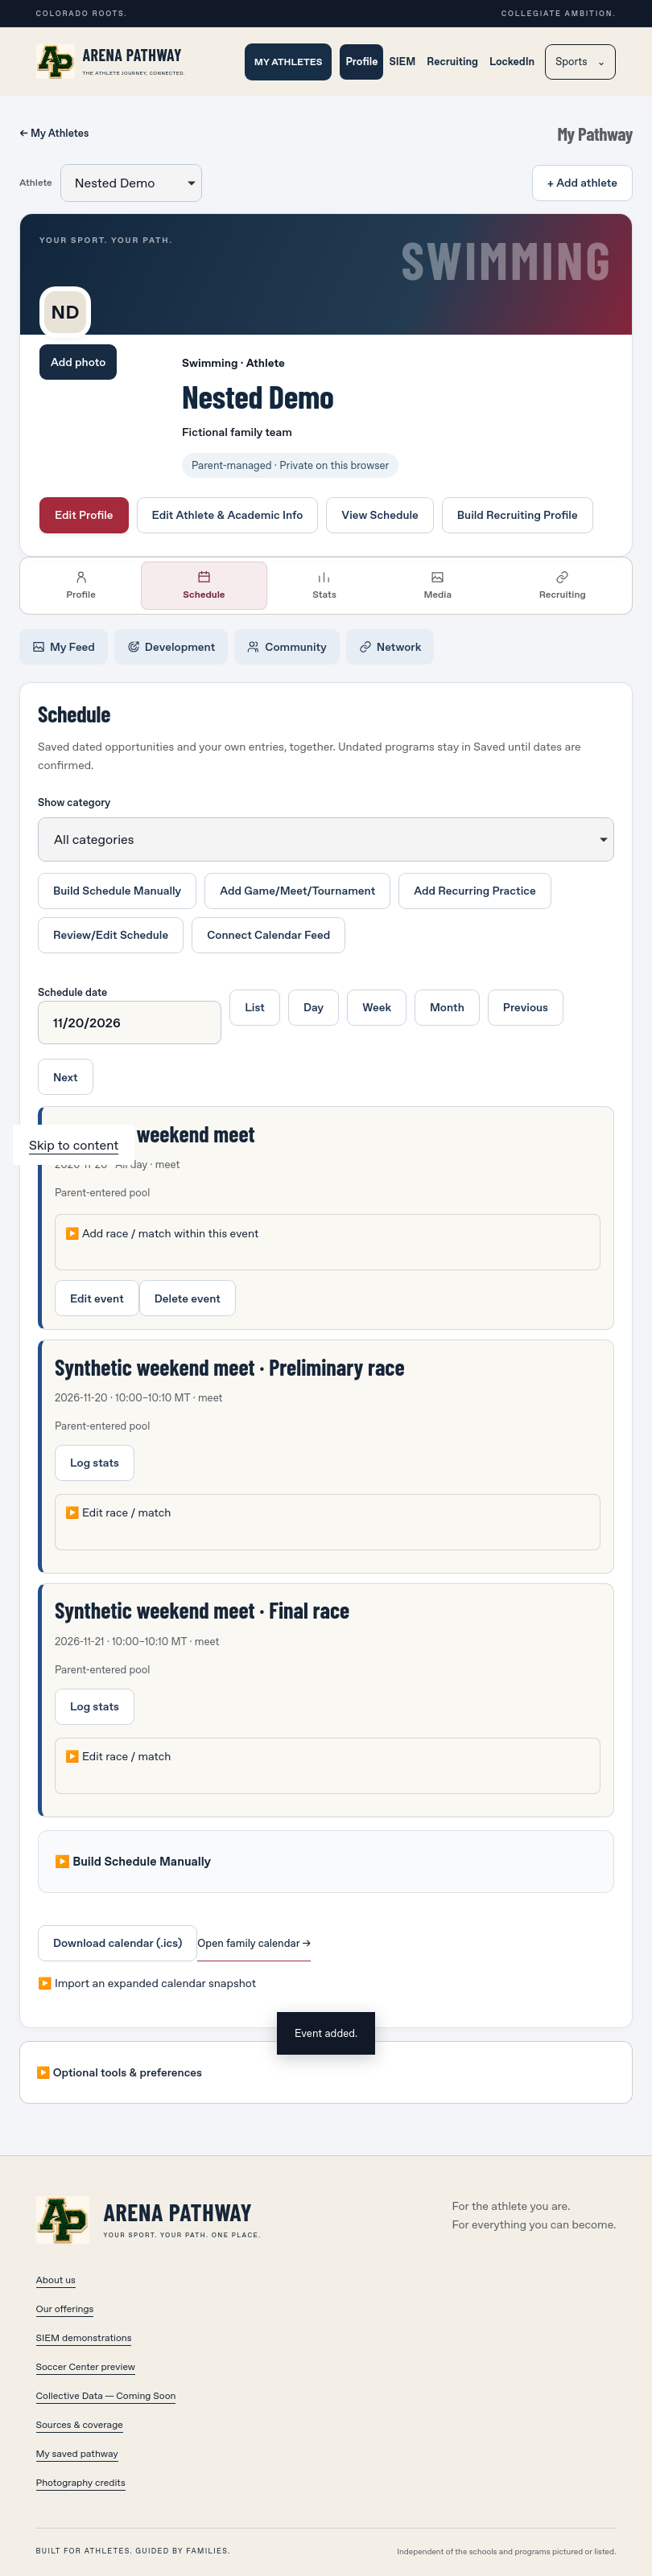 COLORADO ROOTS.
COLLEGIATE AMBITION.
AP
ARENA PATHWAY
THE ATHLETE JOURNEY, CONNECTED.
MY ATHLETES
Profile
SIEM
Recruiting
LockedIn
Sports
← My Athletes
My Pathway
Athlete
Nested Demo
+ Add athlete
YOUR SPORT. YOUR PATH.
SWIMMING
ND
Add photo
Swimming · Athlete
Nested Demo
Fictional family team
Parent-managed · Private on this browser
Edit Profile
Edit Athlete & Academic Info
View Schedule
Build Recruiting Profile
Profile
Schedule
Stats
Media
Recruiting
My Feed
Development
Community
Network
Schedule
Saved dated opportunities and your own entries, together. Undated programs stay in Saved until dates are
confirmed.
Show category
All categories
Build Schedule Manually
Add Game/Meet/Tournament
Add Recurring Practice
Review/Edit Schedule
Connect Calendar Feed
Schedule date
11/20/2026
List
Day
Week
Month
Previous
Next
weekend meet
Skip to content
day · meet
Parent-entered pool
Add race / match within this event
Edit event
Delete event
Synthetic weekend meet · Preliminary race
2026-11-20 · 10:00–10:10 MT · meet
Parent-entered pool
Log stats
Edit race / match
Synthetic weekend meet · Final race
2026-11-21 · 10:00–10:10 MT · meet
Parent-entered pool
Log stats
Edit race / match
Build Schedule Manually
Download calendar (.ics)
Open family calendar →
Import an expanded calendar snapshot
Event added.
Optional tools & preferences
AP
ARENA PATHWAY
YOUR SPORT. YOUR PATH. ONE PLACE.
For the athlete you are.
For everything you can become.
About us
Our offerings
SIEM demonstrations
Soccer Center preview
Collective Data — Coming Soon
Sources & coverage
My saved pathway
Photography credits
BUILT FOR ATHLETES. GUIDED BY FAMILIES.
Independent of the schools and programs pictured or listed.